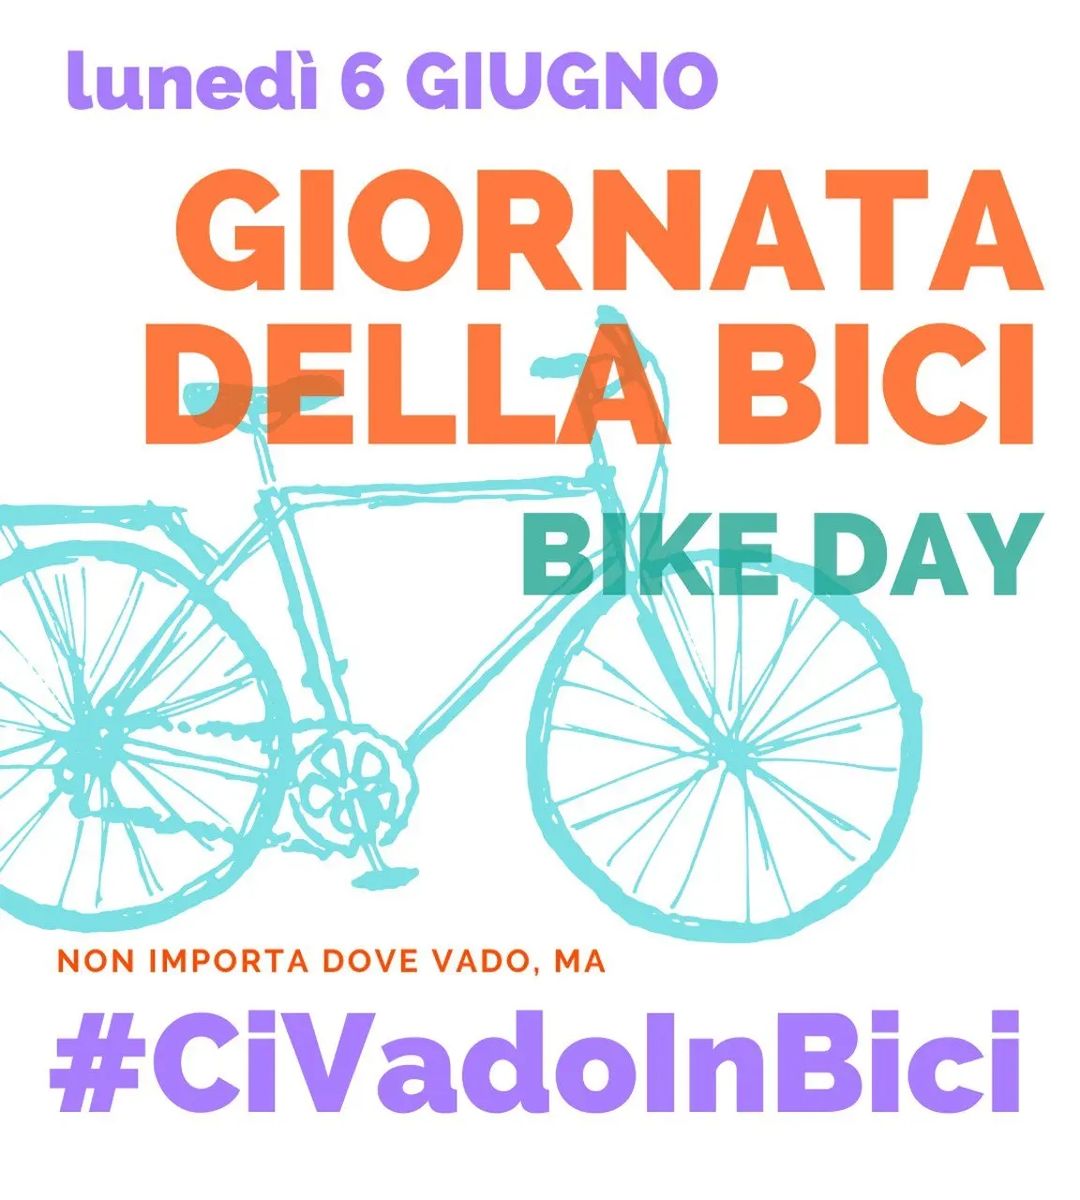 lunedì 6 GIUGNO
GIORNATA
DELLA BICI
BIKE DAY
NON IMPORTA DOVE VADO, MA
#CiVadoInBici